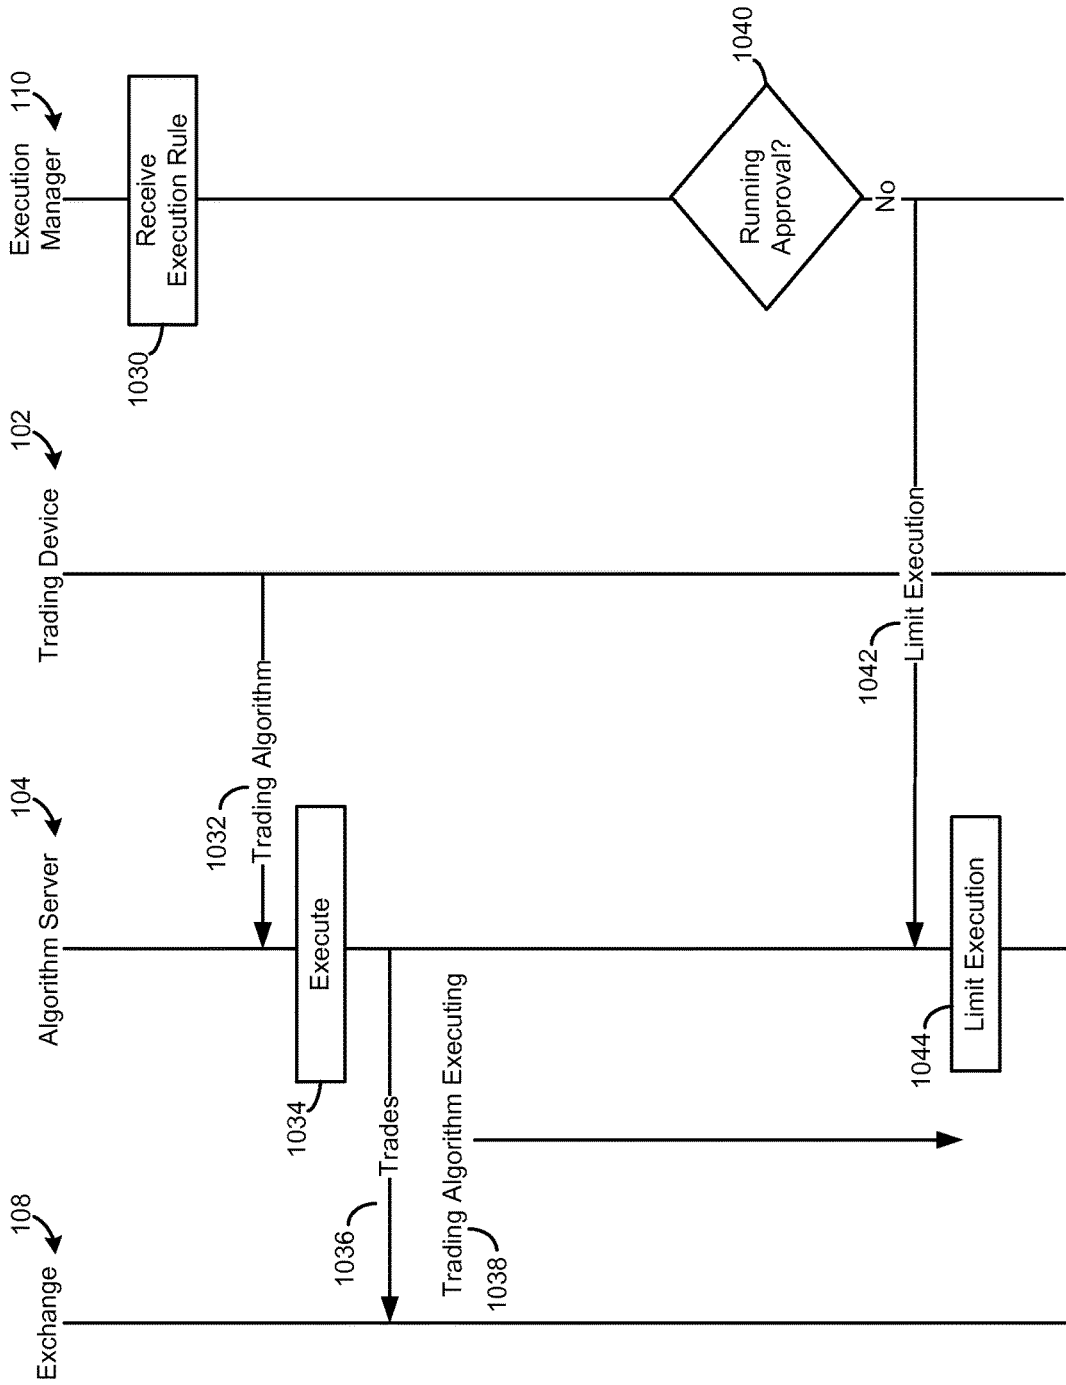 Exchange
108
Algorithm Server
104
Trading Device
102
Execution
Manager
110
Receive
Execution Rule
1030
1032
Trading Algorithm
Execute
1034
1036
Trades
Trading Algorithm Executing
1038
Running
Approval?
1040
No
1042
Limit Execution
Limit Execution
1044